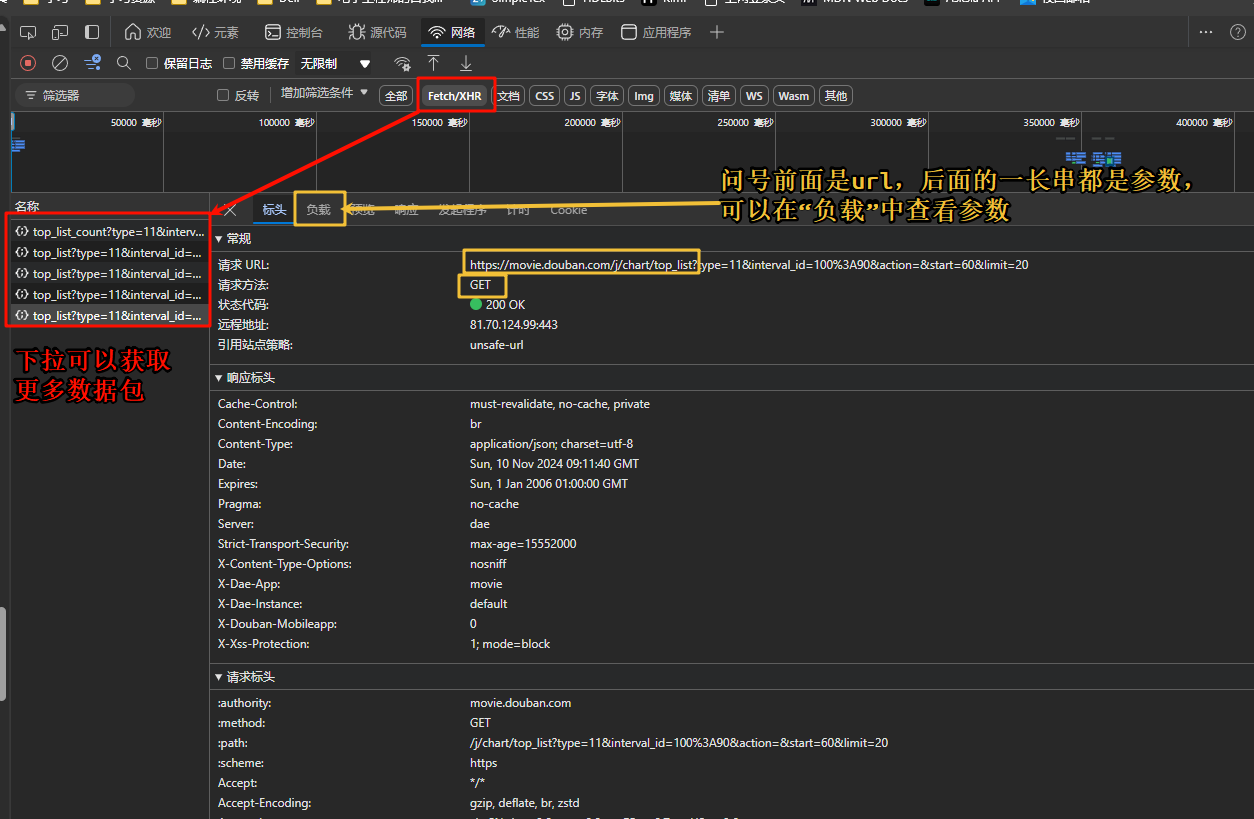 欢迎 元素 控制台 源代码 网络 性能 内存 应用程序
保留日志 禁用缓存 无限制
筛选器 反转 增加筛选条件 全部 Fetch/XHR 文档 CSS JS 字体 Img 媒体 清单 WS Wasm 其他
50000 毫秒 100000 毫秒 150000 毫秒 200000 毫秒 250000 毫秒 300000 毫秒 350000 毫秒 400000 毫秒
问号前面是url，后面的一长串都是参数，
可以在“负载”中查看参数
名称
top_list_count?type=11&interv...
top_list?type=11&interval_id=...
top_list?type=11&interval_id=...
top_list?type=11&interval_id=...
top_list?type=11&interval_id=...
下拉可以获取
更多数据包
标头 负载 预览 响应 发起程序 计时 Cookie
常规
请求 URL: https://movie.douban.com/j/chart/top_list?type=11&interval_id=100%3A90&action=&start=60&limit=20
请求方法: GET
状态代码: 200 OK
远程地址: 81.70.124.99:443
引用站点策略: unsafe-url
响应标头
Cache-Control: must-revalidate, no-cache, private
Content-Encoding: br
Content-Type: application/json; charset=utf-8
Date: Sun, 10 Nov 2024 09:11:40 GMT
Expires: Sun, 1 Jan 2006 01:00:00 GMT
Pragma: no-cache
Server: dae
Strict-Transport-Security: max-age=15552000
X-Content-Type-Options: nosniff
X-Dae-App: movie
X-Dae-Instance: default
X-Douban-Mobileapp: 0
X-Xss-Protection: 1; mode=block
请求标头
:authority: movie.douban.com
:method: GET
:path: /j/chart/top_list?type=11&interval_id=100%3A90&action=&start=60&limit=20
:scheme: https
Accept: */*
Accept-Encoding: gzip, deflate, br, zstd